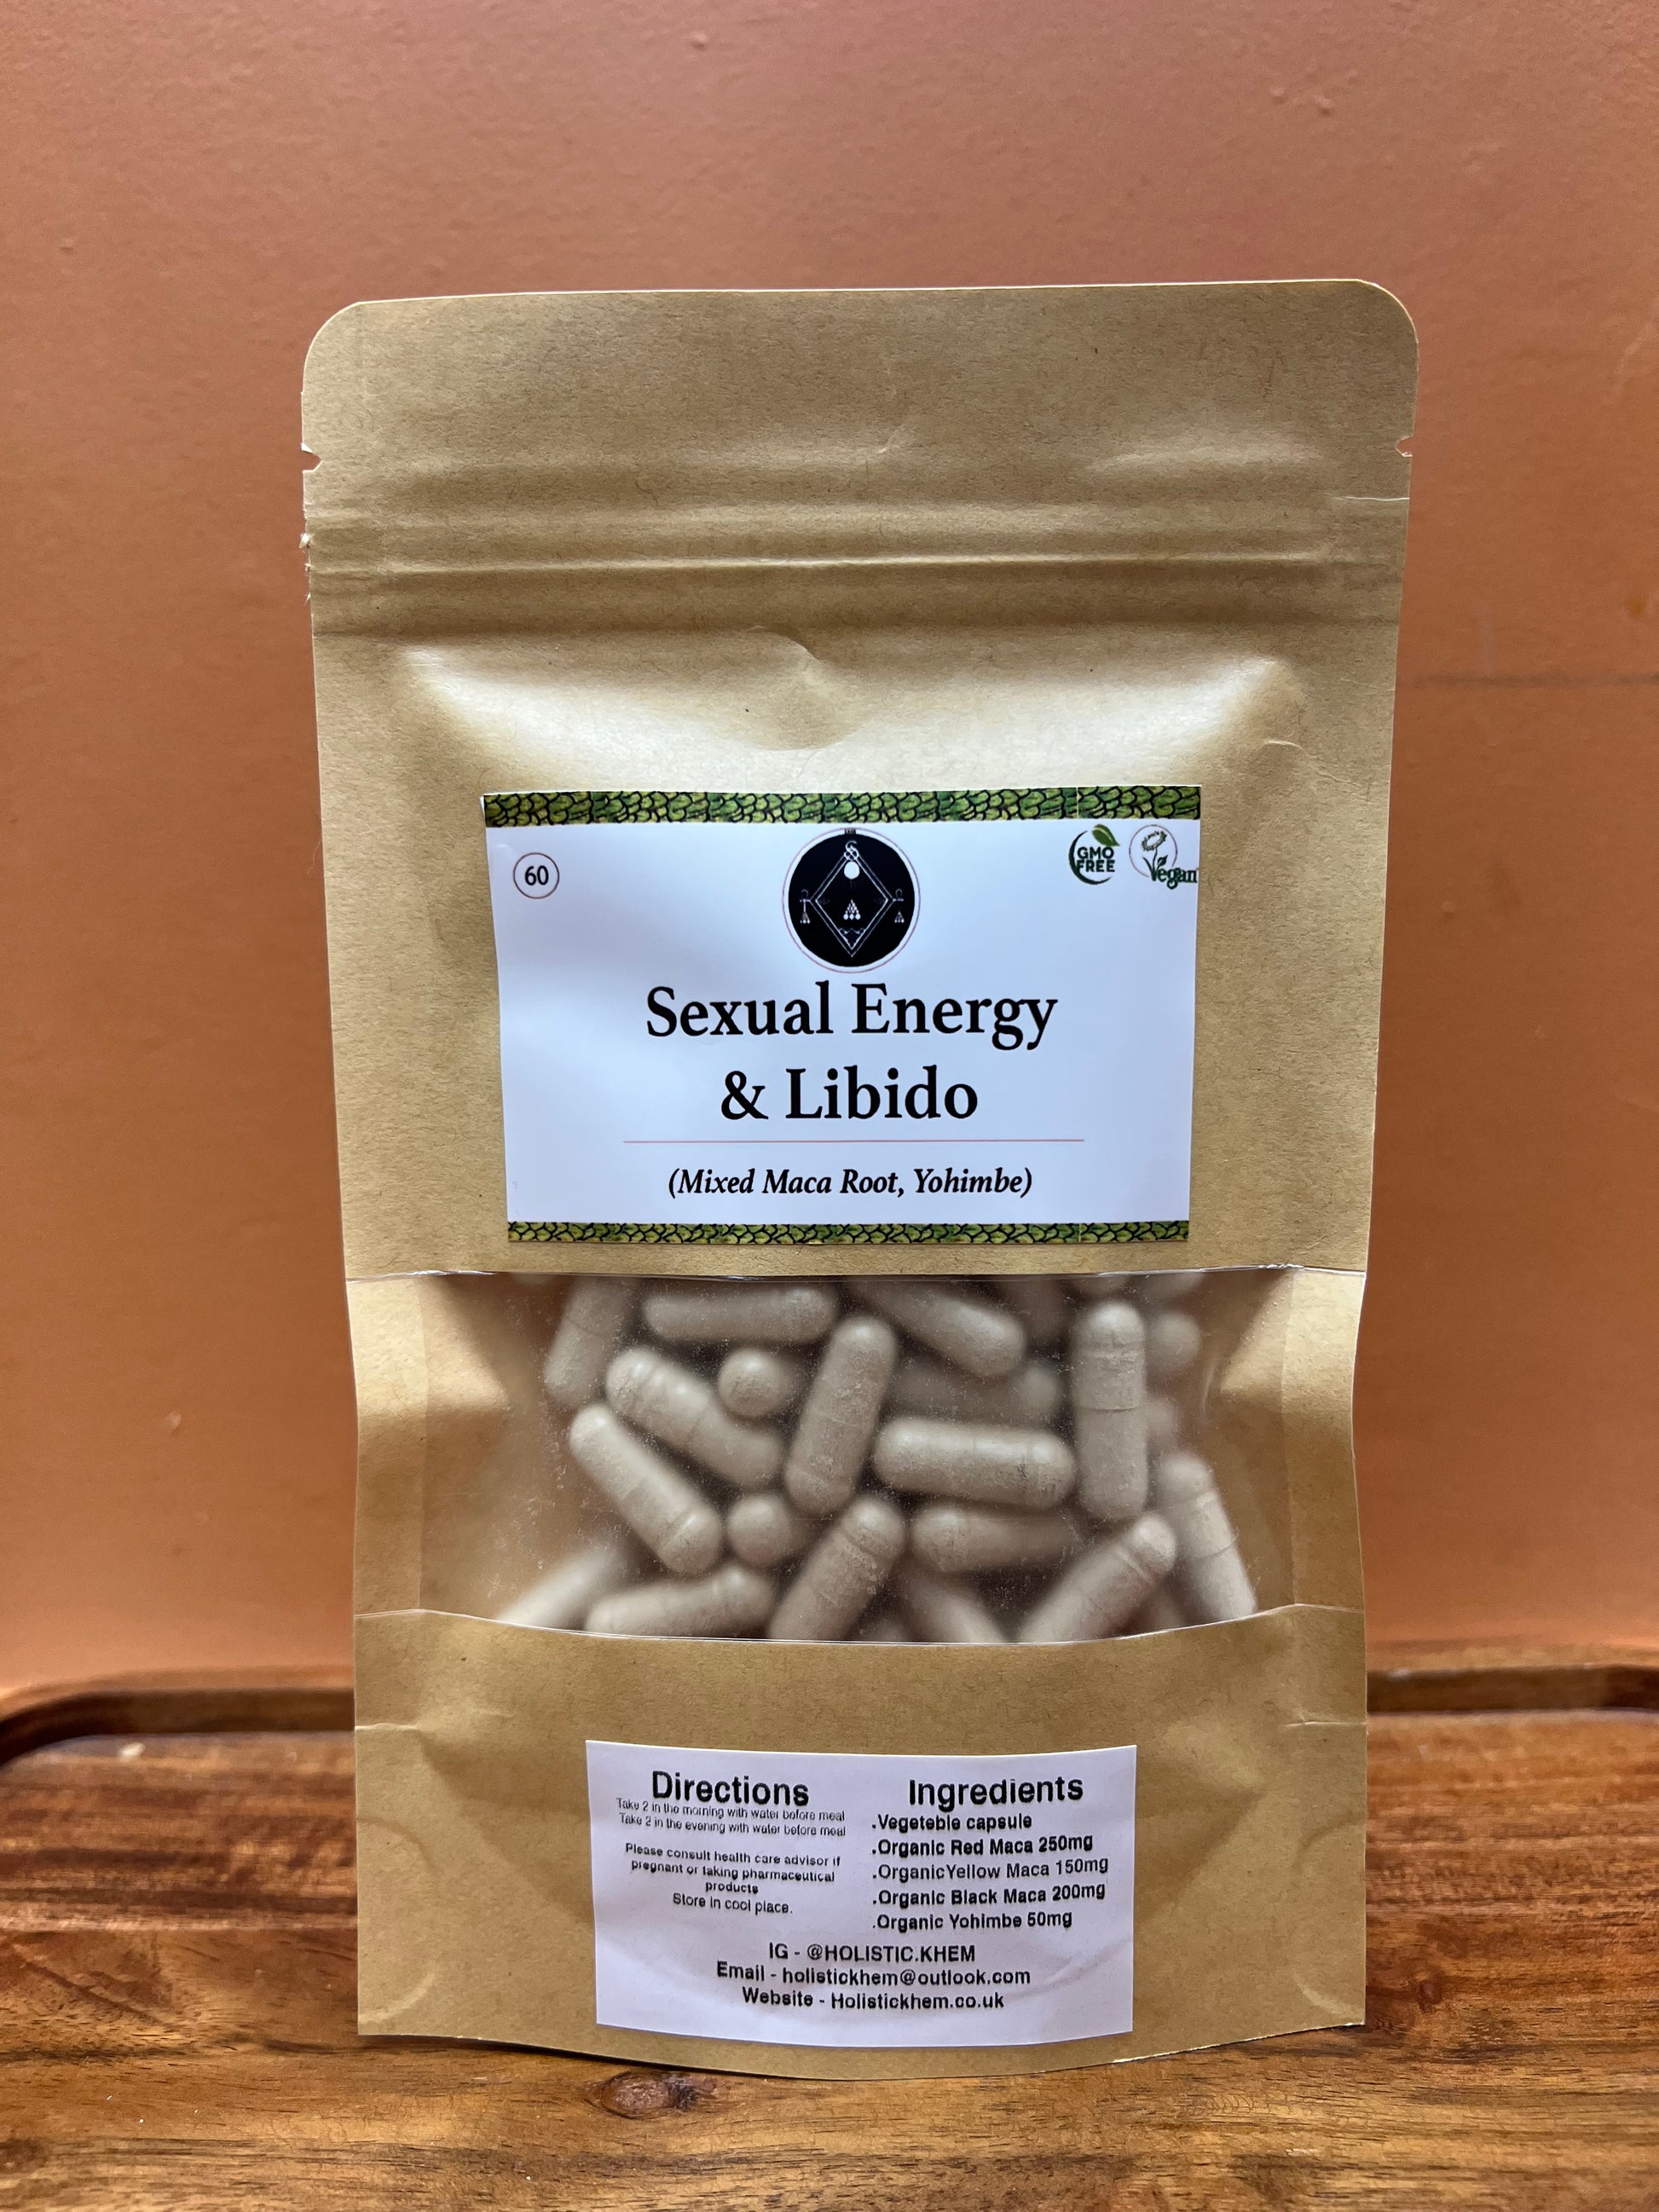 60
GMO
FREE
Vegan
Sexual Energy
& Libido
(Mixed Maca Root, Yohimbe)
Directions
Take 2 in the morning with water before meal
Take 2 in the evening with water before meal
Please consult health care advisor if
pregnant or taking pharmaceutical
products
Store in cool place.
Ingredients
.Vegeteble capsule
.Organic Red Maca 250mg
.OrganicYellow Maca 150mg
.Organic Black Maca 200mg
.Organic Yohimbe 50mg
IG - @HOLISTIC.KHEM
Email - holistickhem@outlook.com
Website - Holistickhem.co.uk